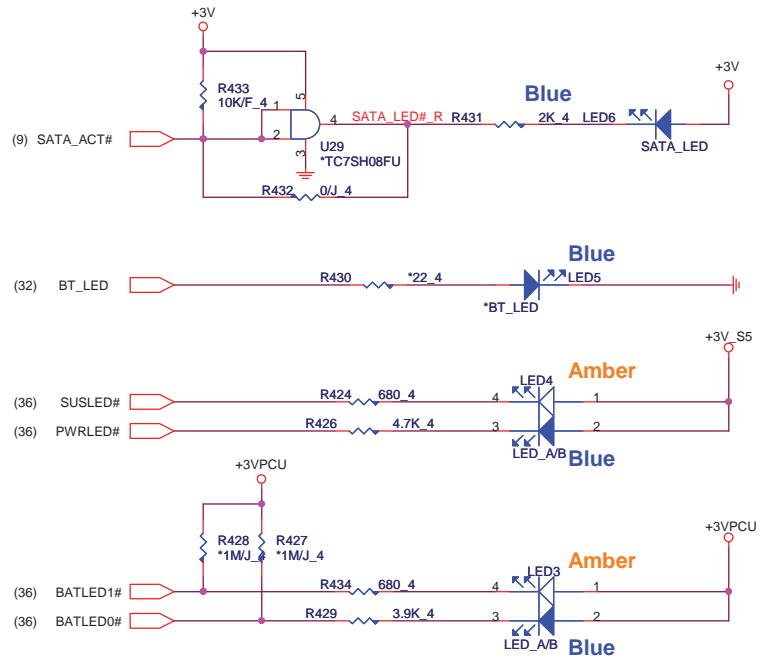 +3V
+3V
R433
10K/F_4
1
2
5
4
3
U29
*TC7SH08FU
(9) SATA_ACT#
SATA_LED#_R
R431
2K_4
Blue
LED6
SATA_LED
R432
0/J_4
Blue
(32) BT_LED
R430
*22_4
LED5
*BT_LED
+3V_S5
Amber
LED4
(36) SUSLED#
R424
680_4
4
1
(36) PWRLED#
R426
4.7K_4
3
2
LED_A/B
Blue
+3VPCU
+3VPCU
R428
*1M/J_4
R427
*1M/J_4
Amber
LED3
(36) BATLED1#
R434
680_4
4
1
(36) BATLED0#
R429
3.9K_4
3
2
LED_A/B
Blue